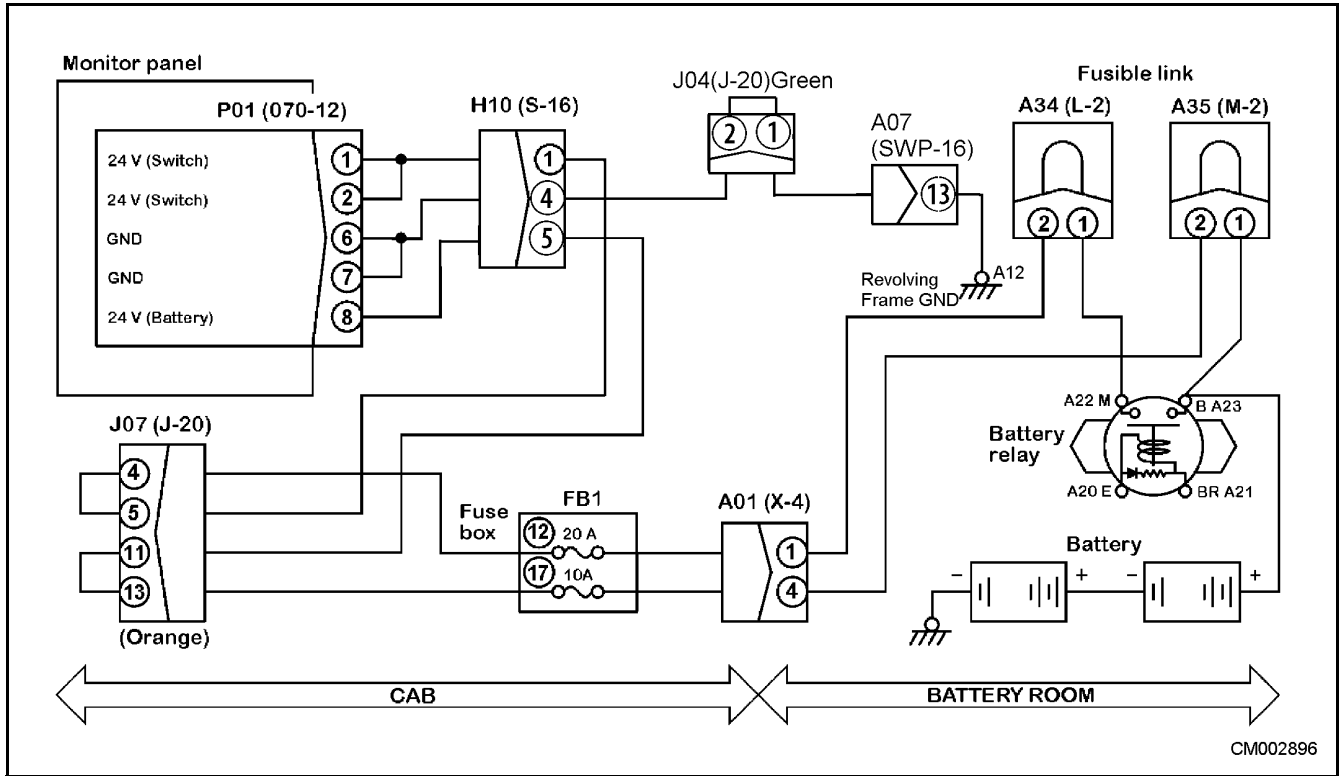 Monitor panel
P01 (070-12)
24 V (Switch)
24 V (Switch)
GND
GND
24 V (Battery)
1
2
6
7
8
H10 (S-16)
1
4
5
J04(J-20)Green
2
1
A07
(SWP-16)
13
Revolving
Frame GND
A12
Fusible link
A34 (L-2)
2
1
A35 (M-2)
2
1
J07 (J-20)
4
5
11
13
(Orange)
Fuse
box
FB1
12
20 A
17
10A
A01 (X-4)
1
4
A22 M
B A23
Battery
relay
A20 E
BR A21
Battery
-
+
-
+
CAB
BATTERY ROOM
CM002896